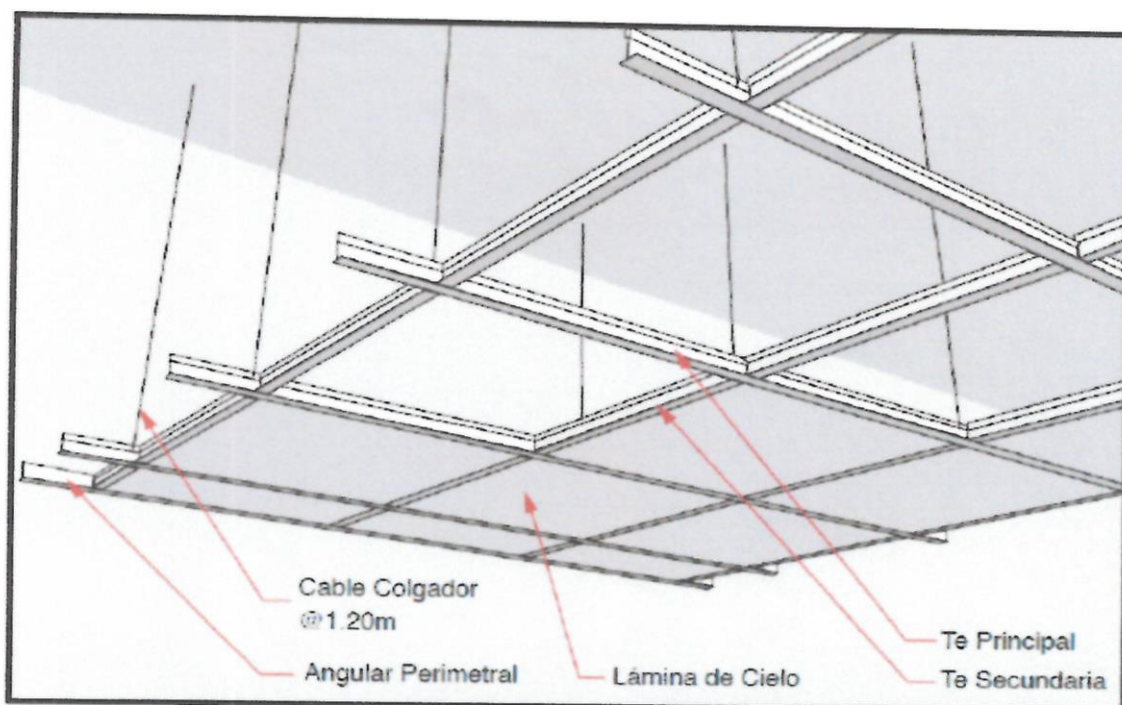 Cable Colgador
@1.20m
Angular Perimetral
Lámina de Cielo
Te Principal
Te Secundaria